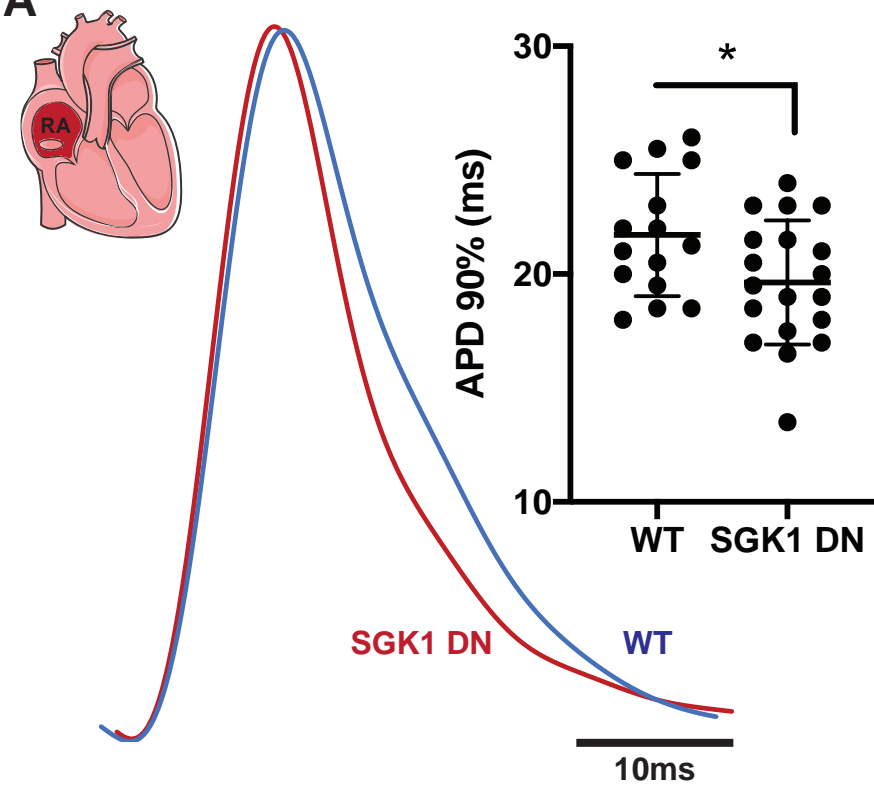 A
RA
30
*
20
10
APD 90% (ms)
WT SGK1 DN
SGK1 DN
WT
10ms